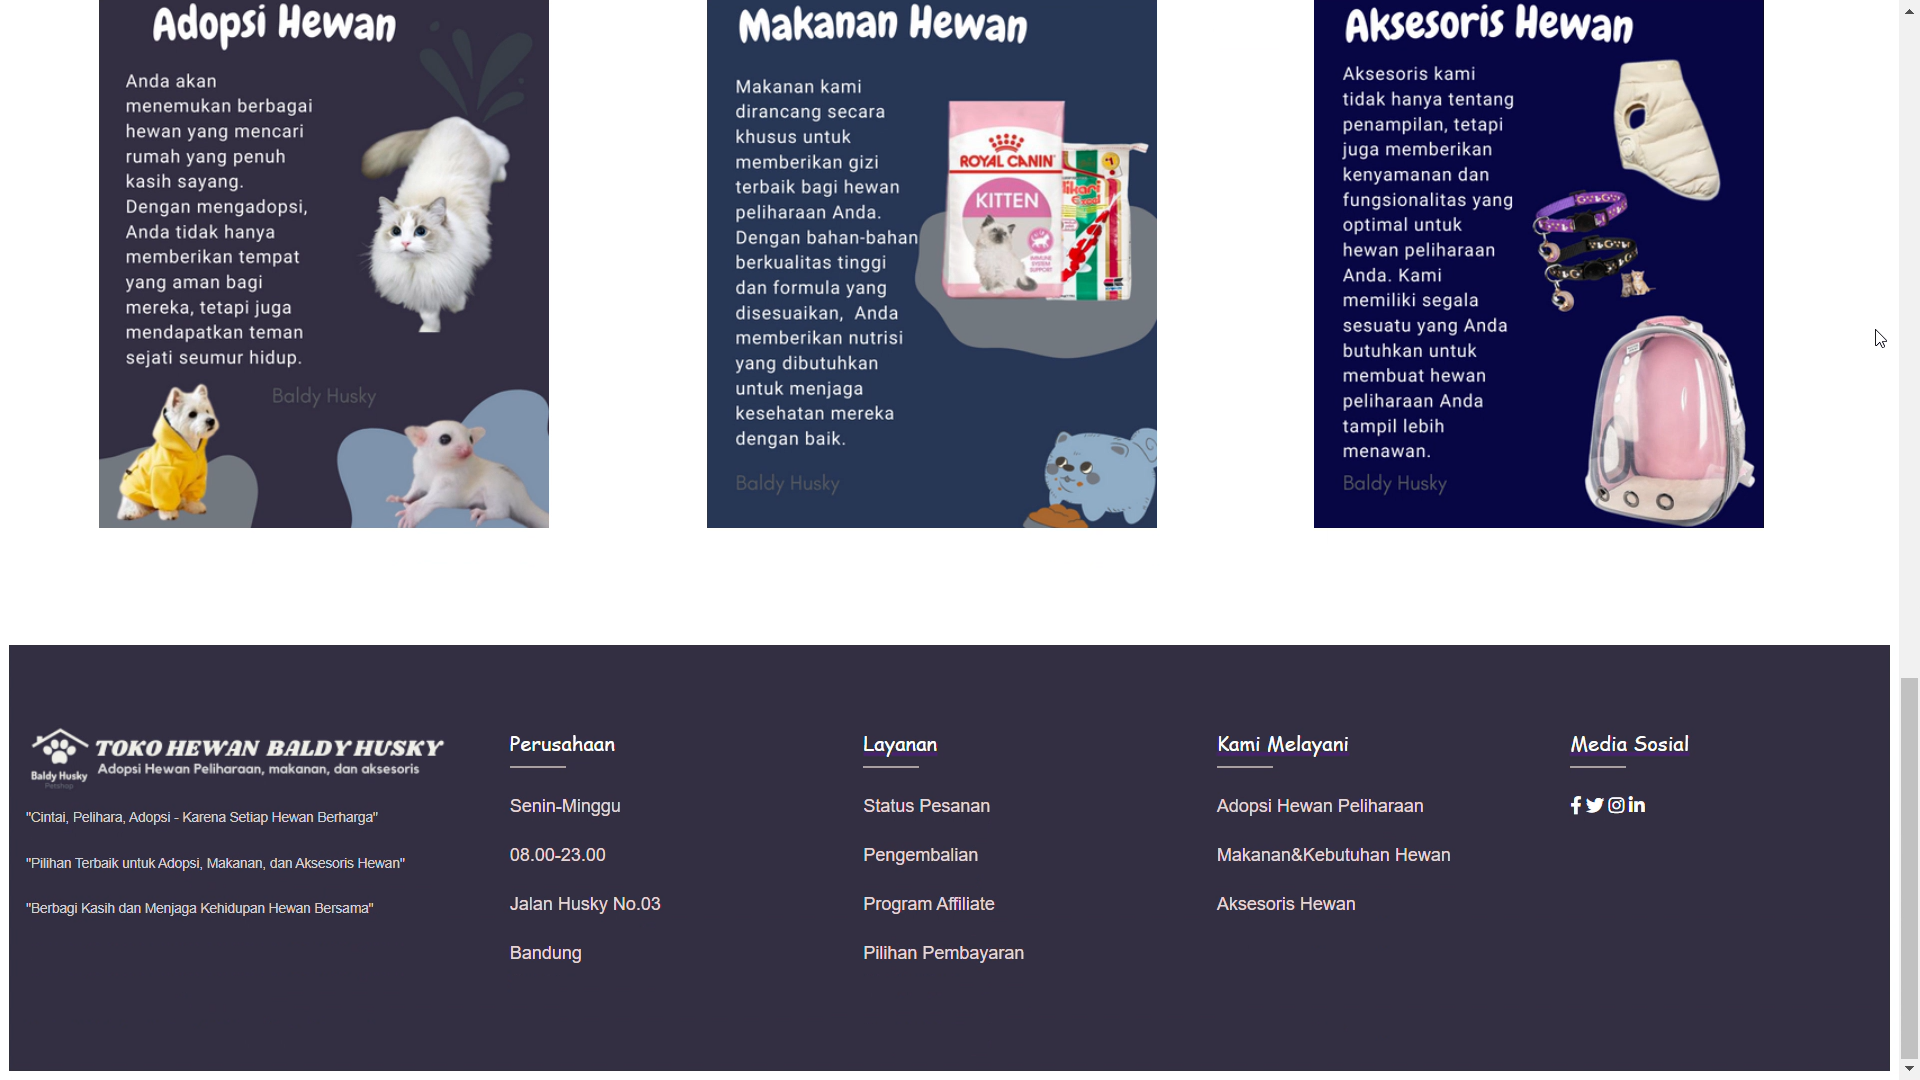 Adopsi Hewan
Anda akan
menemukan berbagai
hewan yang mencari
rumah yang penuh
kasih sayang.
Dengan mengadopsi,
Anda tidak hanya
memberikan tempat
yang aman bagi
mereka, tetapi juga
mendapatkan teman
sejati seumur hidup.
Baldy Husky
Makanan Hewan
Makanan kami
dirancang secara
khusus untuk
memberikan gizi
terbaik bagi hewan
peliharaan Anda.
Dengan bahan-bahan
berkualitas tinggi
dan formula yang
disesuaikan, Anda
memberikan nutrisi
yang dibutuhkan
untuk menjaga
kesehatan mereka
dengan baik.
Baldy Husky
ROYAL CANIN
KITTEN
IMMUNE
SYSTEM
SUPPORT
Aksesoris Hewan
Aksesoris kami
tidak hanya tentang
penampilan, tetapi
juga memberikan
kenyamanan dan
fungsionalitas yang
optimal untuk
hewan peliharaan
Anda. Kami
memiliki segala
sesuatu yang Anda
butuhkan untuk
membuat hewan
peliharaan Anda
tampil lebih
menawan.
Baldy Husky
Baldy Husky
Petshop
TOKO HEWAN BALDY HUSKY
Adopsi Hewan Peliharaan, makanan, dan aksesoris
"Cintai, Pelihara, Adopsi - Karena Setiap Hewan Berharga"
"Pilihan Terbaik untuk Adopsi, Makanan, dan Aksesoris Hewan"
"Berbagi Kasih dan Menjaga Kehidupan Hewan Bersama"
Perusahaan
Senin-Minggu
08.00-23.00
Jalan Husky No.03
Bandung
Layanan
Status Pesanan
Pengembalian
Program Affiliate
Pilihan Pembayaran
Kami Melayani
Adopsi Hewan Peliharaan
Makanan&Kebutuhan Hewan
Aksesoris Hewan
Media Sosial